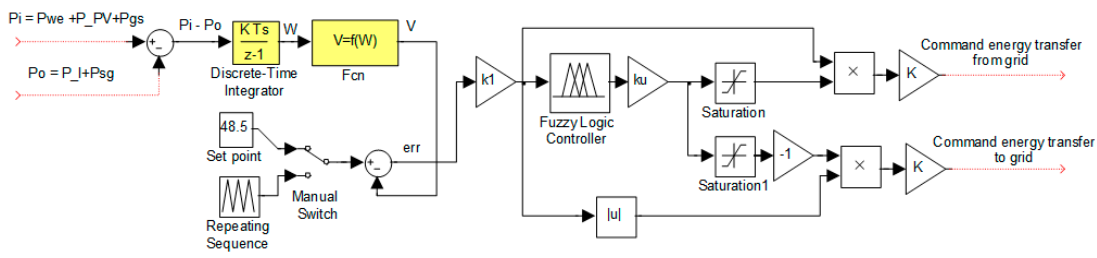 Pi = Pwe +P_PV+Pgs
Pi - Po
K Ts
z-1
W
V=f(W)
V
Po = P_l+Psg
Discrete-Time
Integrator
Fcn
48.5
Set point
err
Manual
Switch
Repeating
Sequence
k1
Fuzzy Logic
Controller
ku
Saturation
Saturation1
-1
|u|
×
K
Command energy transfer
from grid
×
K
Command energy transfer
to grid